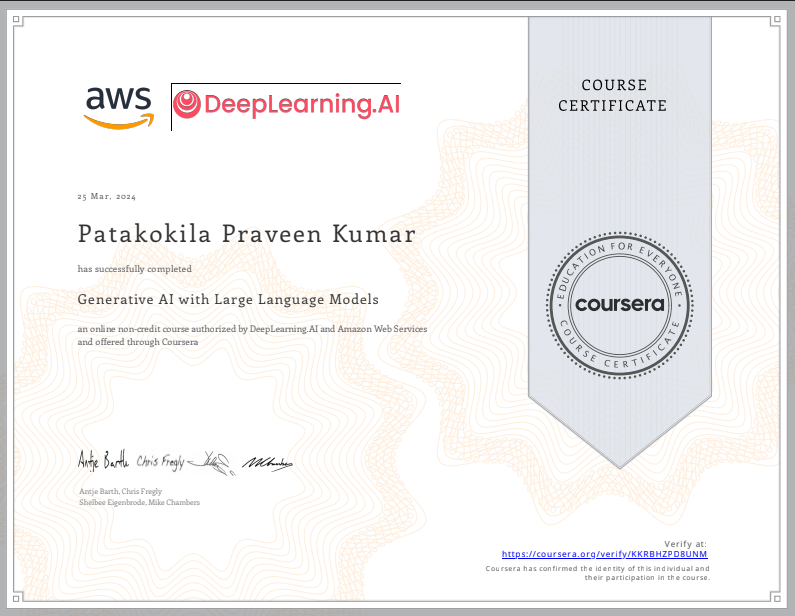 aws
DeepLearning.AI
COURSE
CERTIFICATE
25 Mar, 2024
Patakokila Praveen Kumar
has successfully completed
Generative AI with Large Language Models
an online non-credit course authorized by DeepLearning.AI and Amazon Web Services
and offered through Coursera
EDUCATION FOR EVERYONE
coursera
COURSE CERTIFICATE
Antje Barth Chris Fregly
Antje Barth, Chris Fregly
Shelbee Eigenbrode, Mike Chambers
Verify at:
https://coursera.org/verify/KKRBHZPD8UNM
Coursera has confirmed the identity of this individual and
their participation in the course.